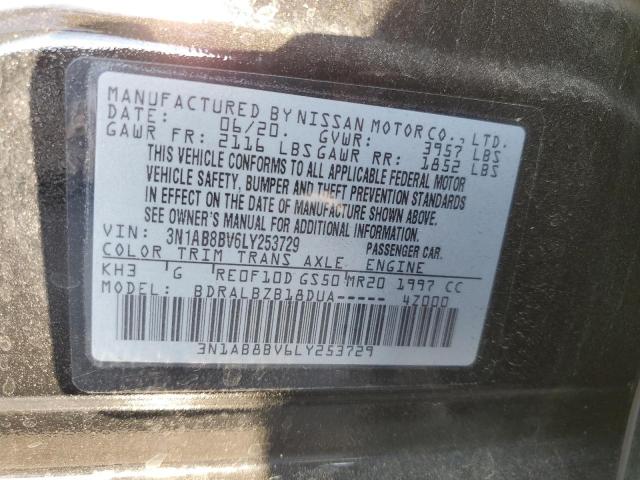 MANUFACTURED BY NISSAN MOTOR CO., LTD.
DATE: 06/20. GVWR: 3957 LBS
GAWR FR: 2116 LBS GAWR RR: 1852 LBS
THIS VEHICLE CONFORMS TO ALL APPLICABLE FEDERAL MOTOR
VEHICLE SAFETY, BUMPER AND THEFT PREVENTION STANDARDS
IN EFFECT ON THE DATE OF MANUFACTURE SHOWN ABOVE.
SEE OWNER'S MANUAL FOR ADDITIONAL INFORMATION.
VIN: 3N1AB8BV6LY253729 PASSENGER CAR.
COLOR TRIM TRANS AXLE, ENGINE
KH3 G RE0F10D GS50 MR20 1997 CC
MODEL: BDRALBZB18DUA----- 4Z000
3N1AB8BV6LY253729